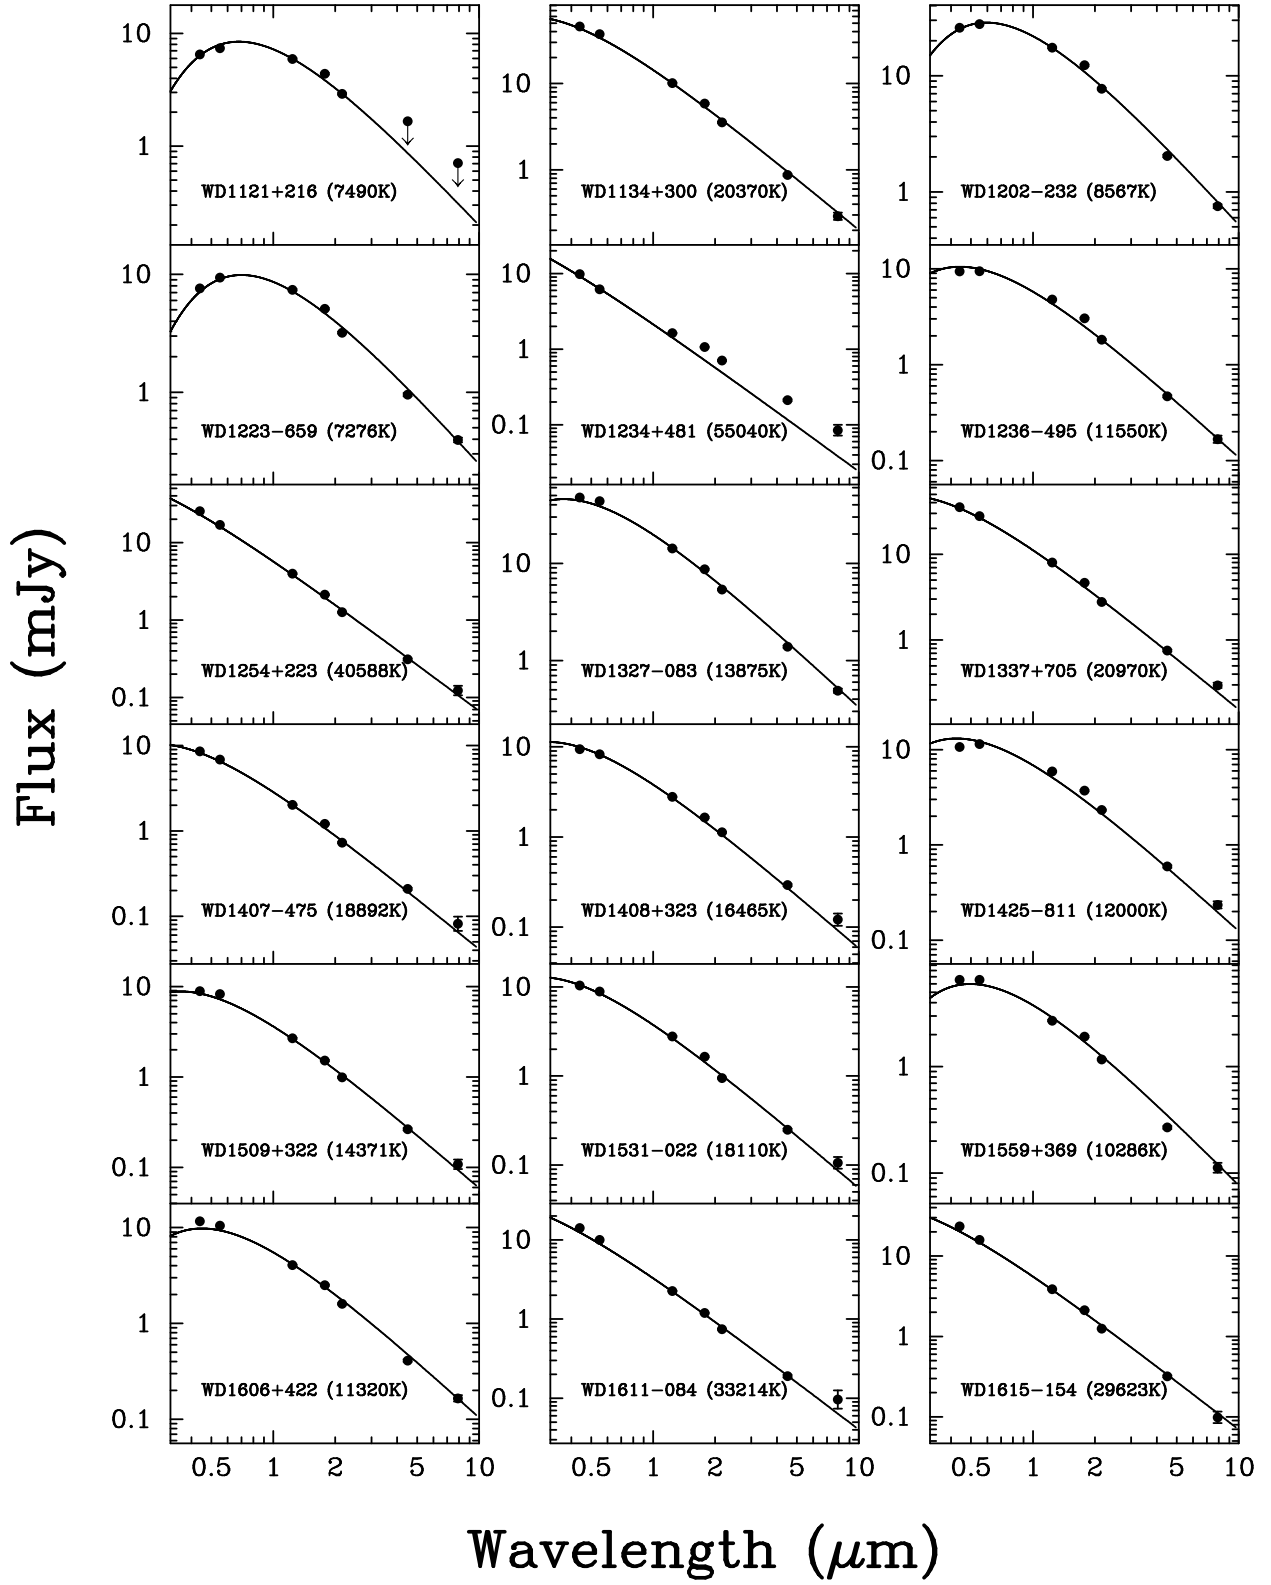 Flux (mJy)
10
1
WD1121+216 (7490K)
10
1
WD1134+300 (20370K)
10
1
WD1202−232 (8567K)
10
1
WD1223−659 (7276K)
10
1
0.1
WD1234+481 (55040K)
10
1
0.1
WD1236−495 (11550K)
10
1
0.1
WD1254+223 (40588K)
10
1
WD1327−083 (13875K)
10
1
WD1337+705 (20970K)
10
1
0.1
WD1407−475 (18892K)
10
1
0.1
WD1408+323 (16465K)
10
1
0.1
WD1425−811 (12000K)
10
1
0.1
WD1509+322 (14371K)
10
1
0.1
WD1531−022 (18110K)
1
0.1
WD1559+369 (10286K)
10
1
0.1
WD1606+422 (11320K)
10
1
0.1
WD1611−084 (33214K)
10
1
0.1
WD1615−154 (29623K)
0.5 1 2 5 10
0.5 1 2 5 10
0.5 1 2 5 10
Wavelength (μm)